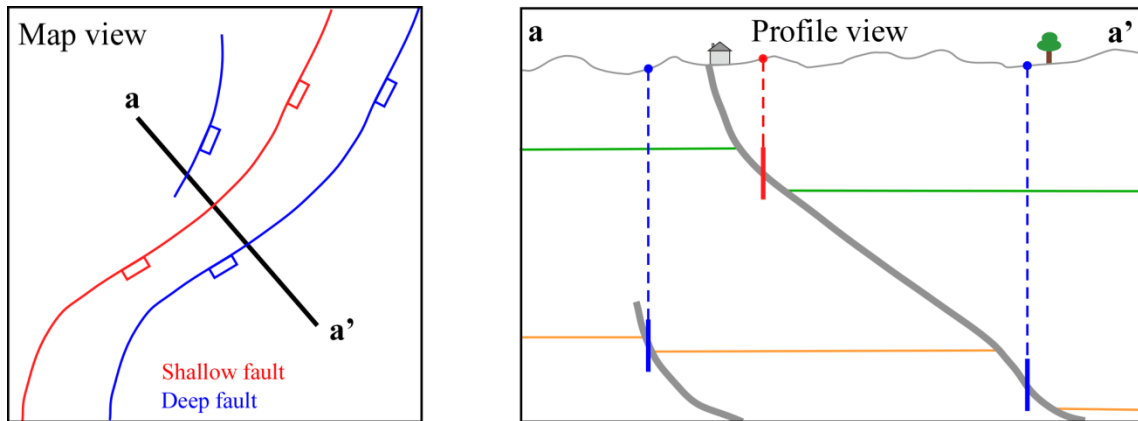 Map view
a
a’
Shallow fault
Deep fault
a
Profile view
a’